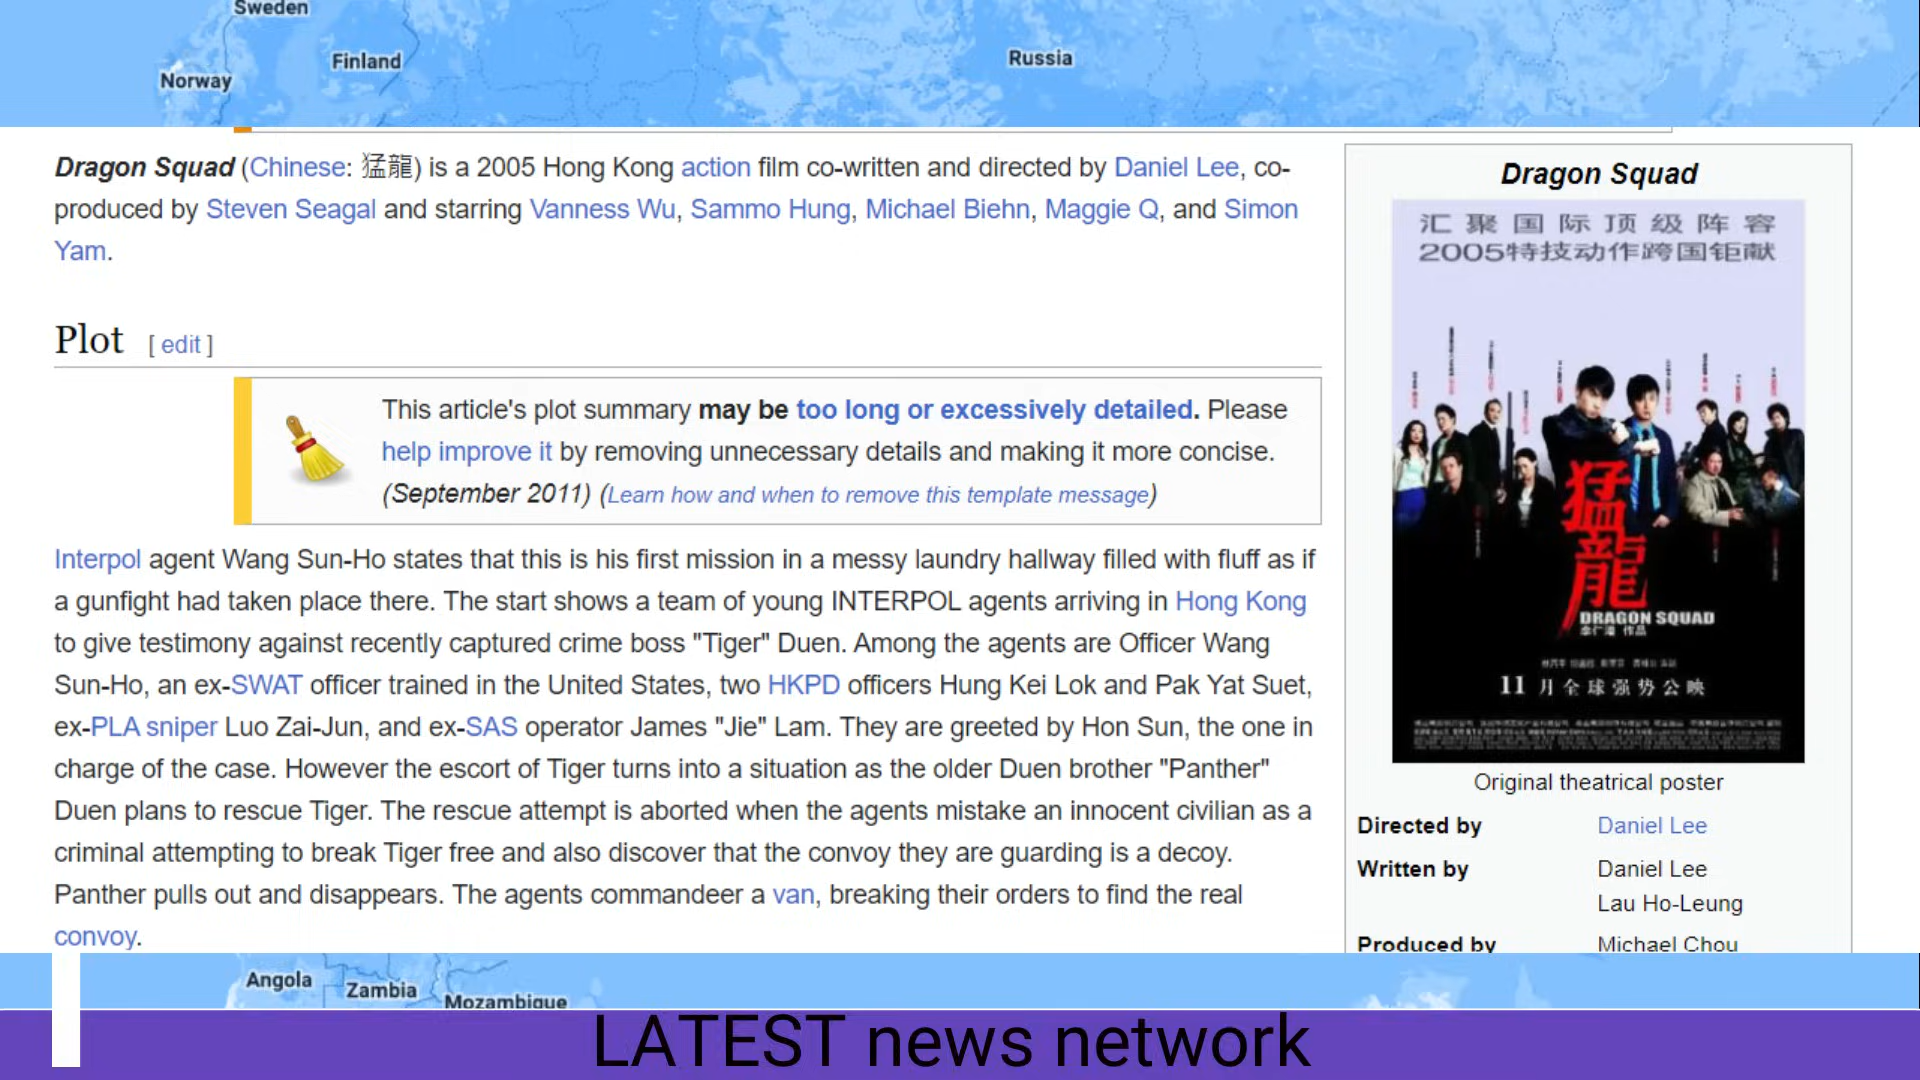 Sweden
Finland
Norway
Russia
Dragon Squad (Chinese: 猛龍) is a 2005 Hong Kong action film co-written and directed by Daniel Lee, co-
produced by Steven Seagal and starring Vanness Wu, Sammo Hung, Michael Biehn, Maggie Q, and Simon
Yam.
Plot [ edit ]
This article's plot summary may be too long or excessively detailed. Please
help improve it by removing unnecessary details and making it more concise.
(September 2011) (Learn how and when to remove this template message)
Interpol agent Wang Sun-Ho states that this is his first mission in a messy laundry hallway filled with fluff as if
a gunfight had taken place there. The start shows a team of young INTERPOL agents arriving in Hong Kong
to give testimony against recently captured crime boss "Tiger" Duen. Among the agents are Officer Wang
Sun-Ho, an ex-SWAT officer trained in the United States, two HKPD officers Hung Kei Lok and Pak Yat Suet,
ex-PLA sniper Luo Zai-Jun, and ex-SAS operator James "Jie" Lam. They are greeted by Hon Sun, the one in
charge of the case. However the escort of Tiger turns into a situation as the older Duen brother "Panther"
Duen plans to rescue Tiger. The rescue attempt is aborted when the agents mistake an innocent civilian as a
criminal attempting to break Tiger free and also discover that the convoy they are guarding is a decoy.
Panther pulls out and disappears. The agents commandeer a van, breaking their orders to find the real
convoy.
Dragon Squad
汇聚国际顶级阵容
2005特技动作跨国钜献
猛龍
DRAGON SQUAD
李仁港 作品
11月全球强势公映
Original theatrical poster
Directed by Daniel Lee
Written by Daniel Lee
Lau Ho-Leung
Produced by Michael Chou
Angola
Zambia
Mozambique
LATEST news network